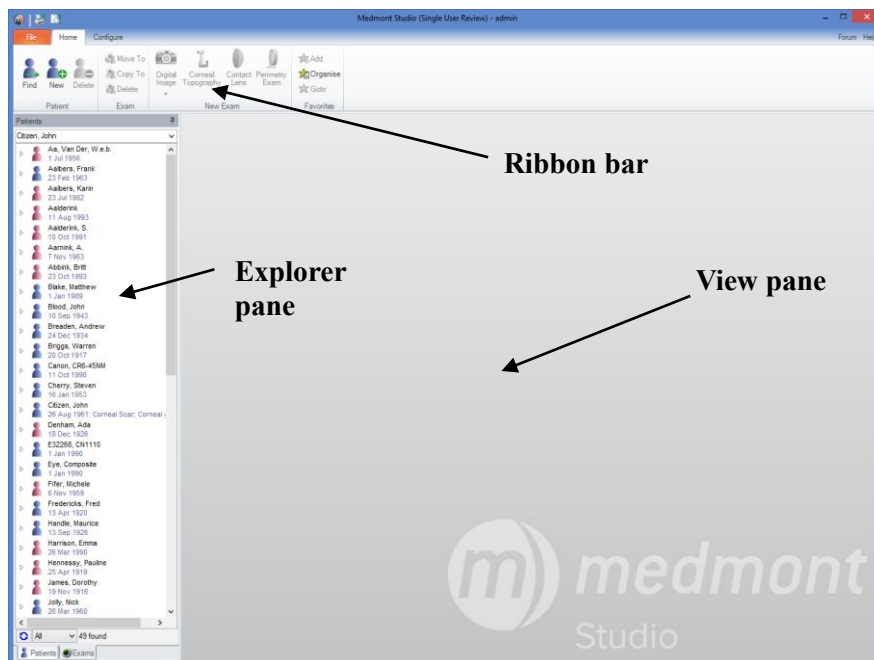 Medmont Studio (Single User Review) - admin
File Home Configure Forum Help
Find New Delete
Move To
Copy To
Delete
Digital Image
Corneal Topography
Contact Lens
Perimetry Exam
Add
Organise
Goto
Patient Exam New Exam Favorites
Patients
Citizen, John
Aa, Van Der, W.e.b.
1 Jul 1956
Aalbers, Frank
23 Feb 1963
Aalbers, Karin
23 Jul 1982
Aalderink
11 Aug 1993
Aalderink, S.
10 Oct 1991
Aarnink, A.
7 Nov 1963
Abbink, Britt
23 Oct 1993
Blake, Matthew
1 Jan 1989
Blood, John
10 Sep 1943
Breaden, Andrew
24 Dec 1934
Briggs, Warren
20 Oct 1917
Canon, CR6-45NM
11 Oct 1990
Cherry, Steven
16 Jan 1953
Citizen, John
26 Aug 1961; Corneal Scar; Corneal
Denham, Ada
18 Dec 1926
E32268, CN1110
1 Jan 1990
Eye, Composite
1 Jan 1990
Fifer, Michele
6 Nov 1959
Fredericks, Fred
13 Apr 1920
Handle, Maurice
13 Sep 1926
Harrison, Emma
26 Mar 1990
Hennessy, Pauline
25 Apr 1919
James, Dorothy
19 Nov 1916
Jolly, Nick
26 Mar 1960
All 49 found
Patients Exams
Ribbon bar
Explorer
pane
View pane
m medmont
Studio